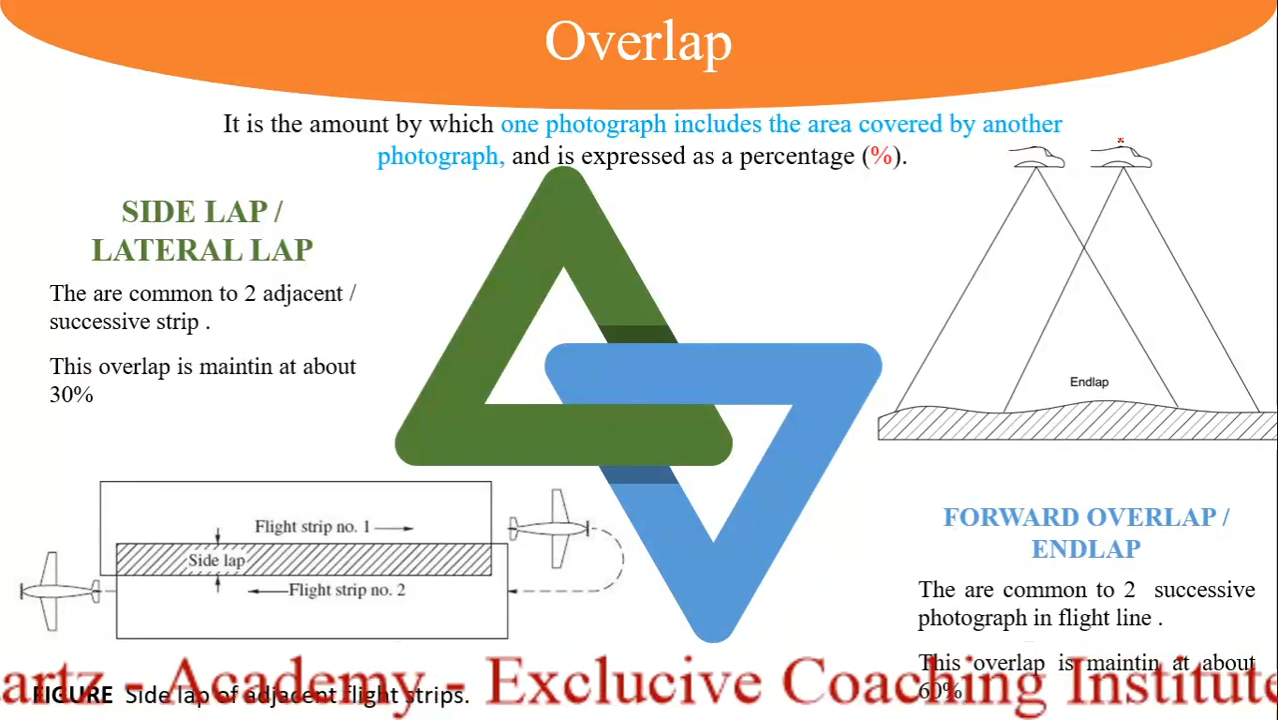 Overlap
It is the amount by which one photograph includes the area covered by another
photograph, and is expressed as a percentage (%).
SIDE LAP /
LATERAL LAP
The are common to 2 adjacent /
successive strip .
This overlap is maintin at about
30%
Endlap
Flight strip no. 1
Side lap
Flight strip no. 2
FORWARD OVERLAP /
ENDLAP
The are common to 2 successive
photograph in flight line .
This overlap is maintin at about
60%
artz - Academy - Exclucive Coaching Institute
FIGURE Side lap of adjacent flight strips.